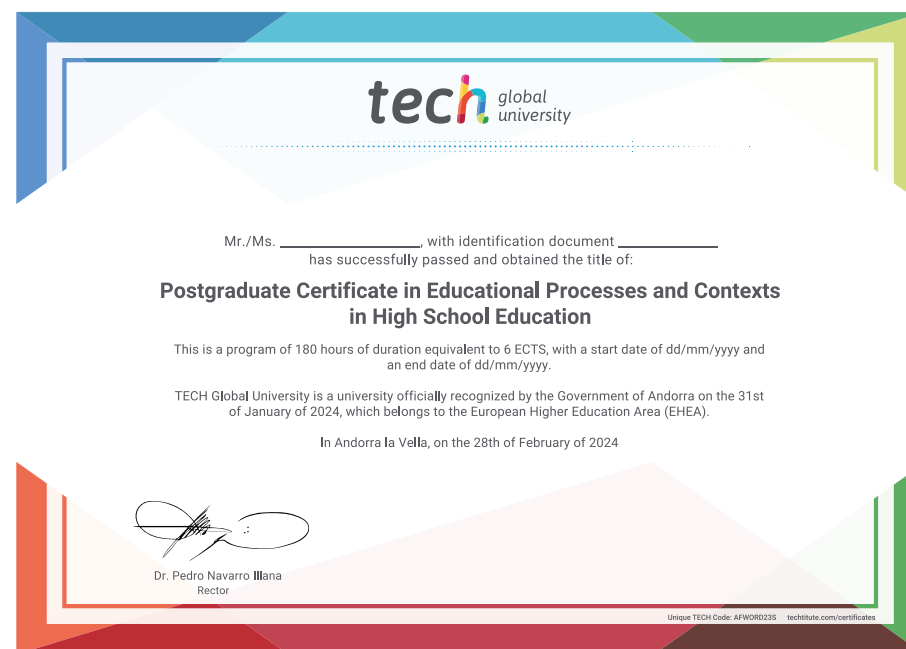 tech global
university
Mr./Ms. ____________________, with identification document ______________
has successfully passed and obtained the title of:
Postgraduate Certificate in Educational Processes and Contexts
in High School Education
This is a program of 180 hours of duration equivalent to 6 ECTS, with a start date of dd/mm/yyyy and
an end date of dd/mm/yyyy.
TECH Global University is a university officially recognized by the Government of Andorra on the 31st
of January of 2024, which belongs to the European Higher Education Area (EHEA).
In Andorra la Vella, on the 28th of February of 2024
Dr. Pedro Navarro Illana
Rector
Unique TECH Code: AFWORD23S techtitute.com/certificates